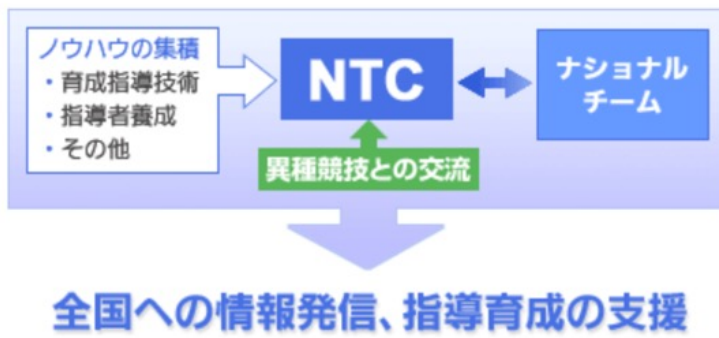 ノウハウの集積
・育成指導技術
・指導者養成
・その他
NTC
ナショナル
チーム
異種競技との交流
全国への情報発信、指導育成の支援